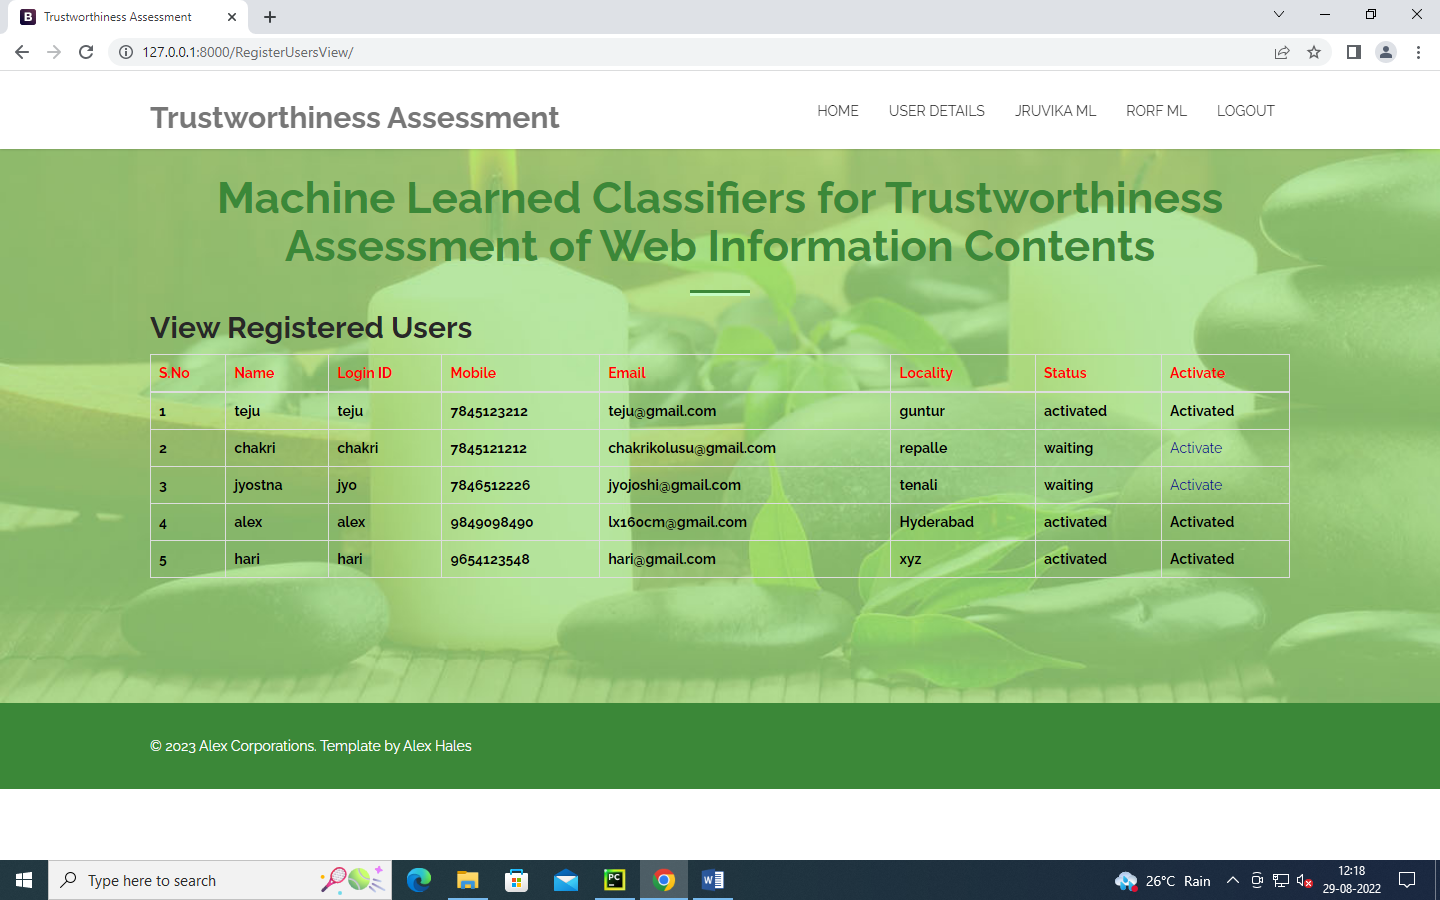 Trustworthiness Assessment
127.0.0.1:8000/RegisterUsersView/
Trustworthiness Assessment
HOME USER DETAILS JRUVIKA ML RORF ML LOGOUT
Machine Learned Classifiers for Trustworthiness
Assessment of Web Information Contents
View Registered Users
S.No Name Login ID Mobile Email Locality Status Activate
1 teju teju 7845123212 teju@gmail.com guntur activated Activated
2 chakri chakri 7845121212 chakrikolusu@gmail.com repalle waiting Activate
3 jyostna jyo 7846512226 jyojoshi@gmail.com tenali waiting Activate
4 alex alex 9849098490 lx160cm@gmail.com Hyderabad activated Activated
5 hari hari 9654123548 hari@gmail.com xyz activated Activated
© 2023 Alex Corporations. Template by Alex Hales
Type here to search
26°C Rain
12:18
29-08-2022